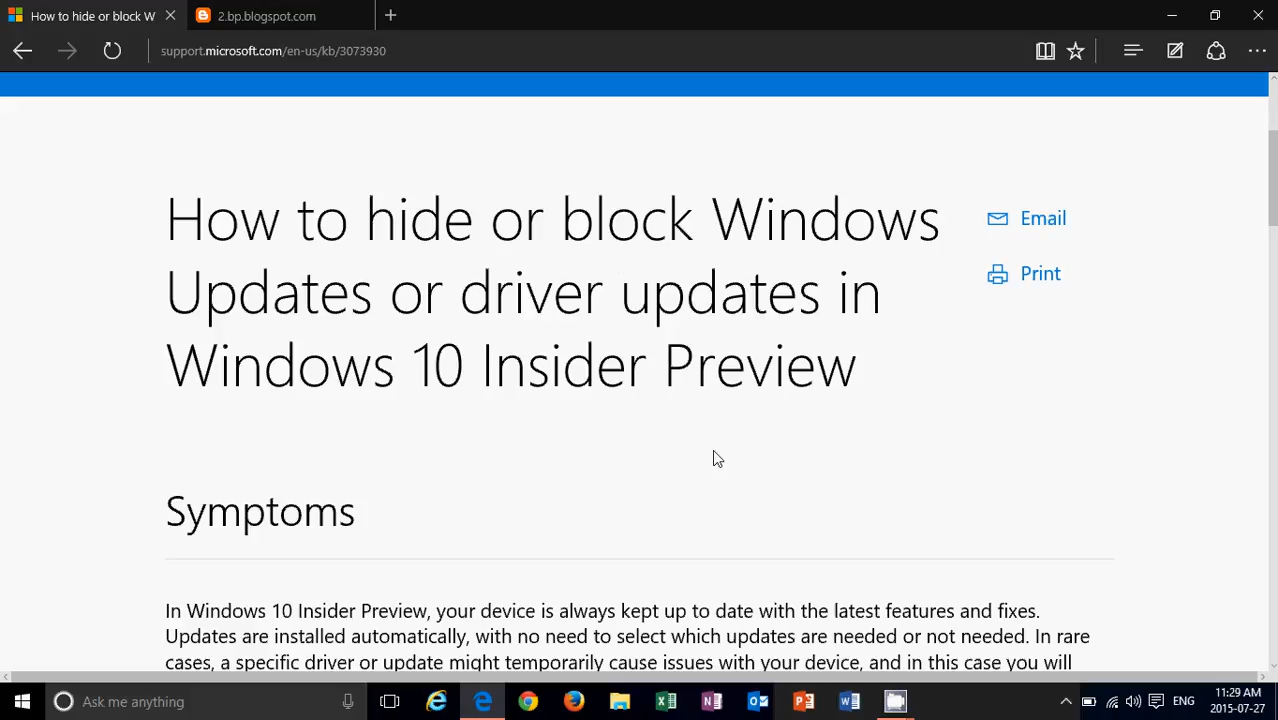 How to hide or block W
2.bp.blogspot.com
support.microsoft.com/en-us/kb/3073930
How to hide or block Windows
Updates or driver updates in
Windows 10 Insider Preview
Email
Print
Symptoms
In Windows 10 Insider Preview, your device is always kept up to date with the latest features and fixes.
Updates are installed automatically, with no need to select which updates are needed or not needed. In rare
cases, a specific driver or update might temporarily cause issues with your device, and in this case you will
Ask me anything
ENG
11:29 AM
2015-07-27